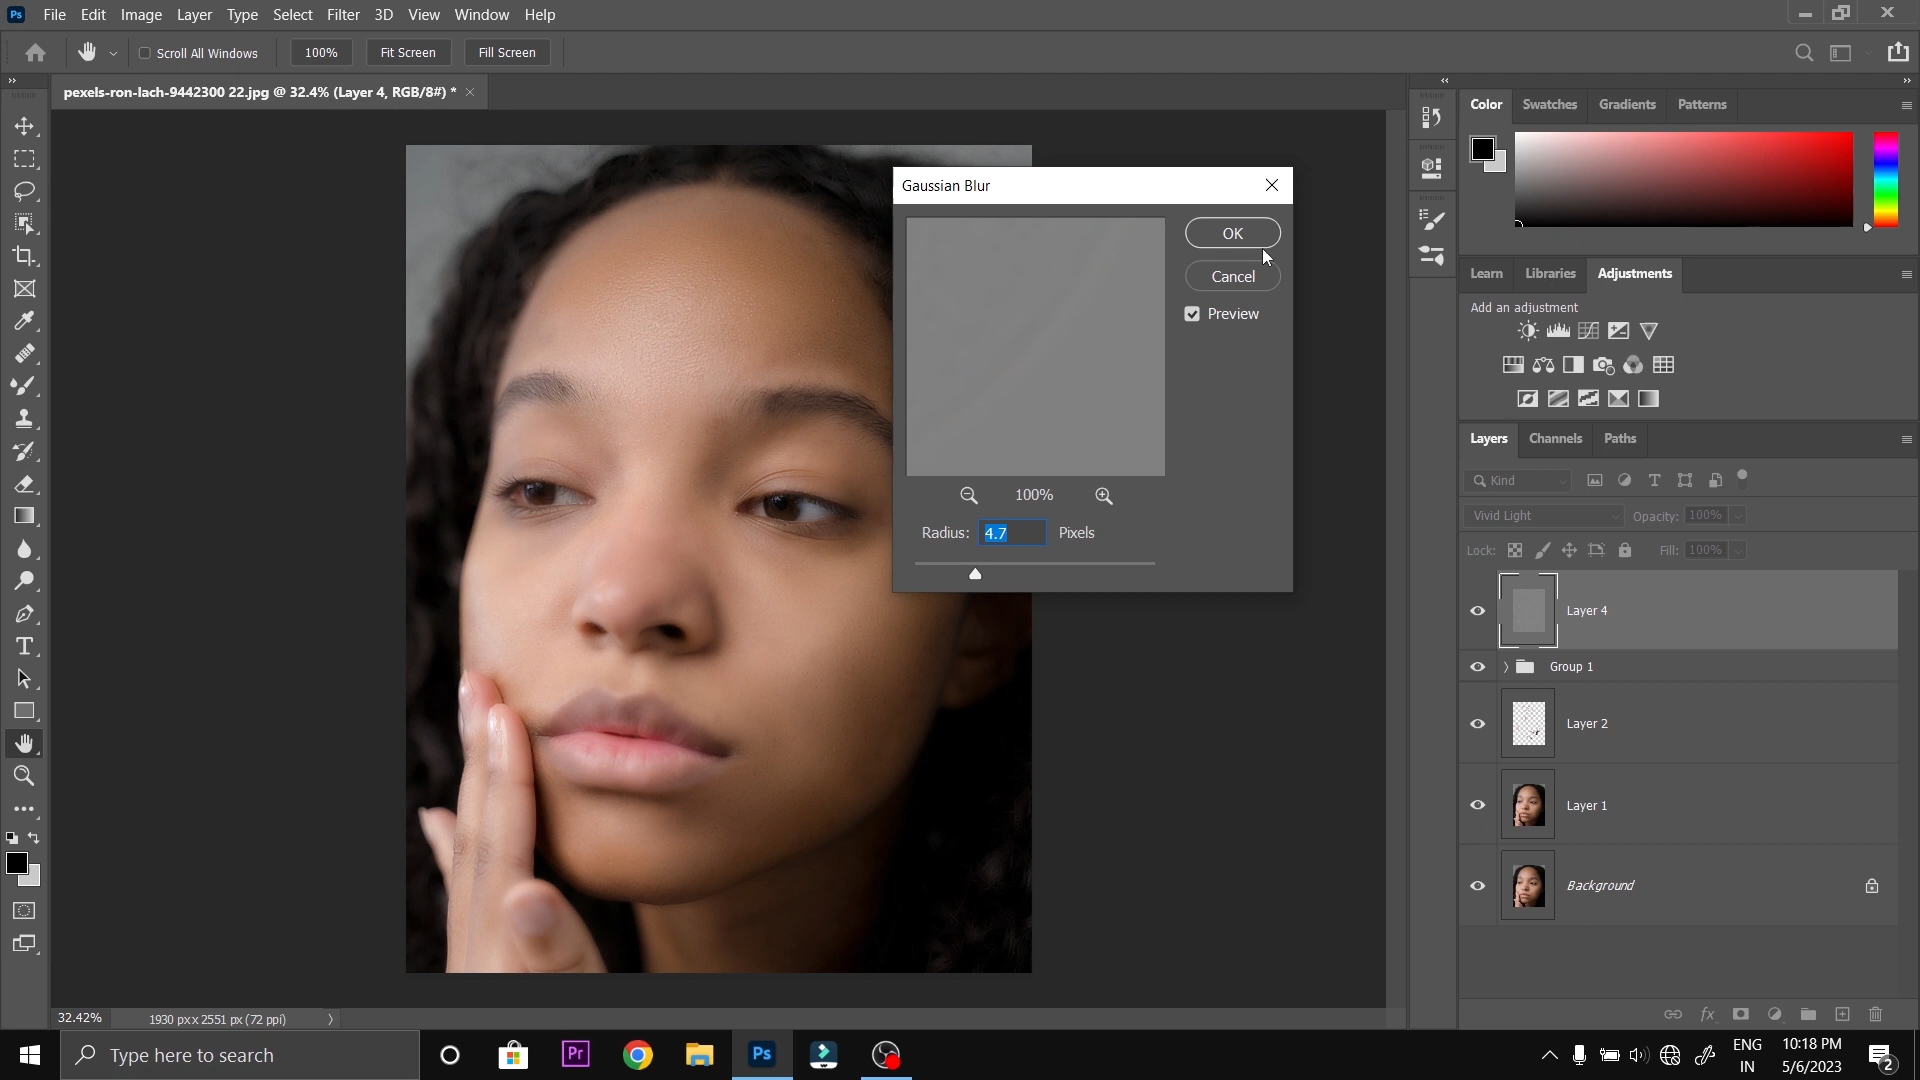 Ps File Edit Image Layer Type Select Filter 3D View Window Help
Scroll All Windows 100% Fit Screen Fill Screen
pexels-ron-lach-9442300 22.jpg @ 32.4% (Layer 4, RGB/8#) *
Color Swatches Gradients Patterns
Gaussian Blur
OK
Cancel
Preview
100%
Radius: 4.7 Pixels
Learn Libraries Adjustments
Add an adjustment
Layers Channels Paths
Kind
Vivid Light Opacity: 100%
Lock: Fill: 100%
Layer 4
Group 1
Layer 2
Layer 1
Background
32.42% 1930 px x 2551 px (72 ppi)
Type here to search
Pr
Ps
ENG
IN
10:18 PM
5/6/2023
2